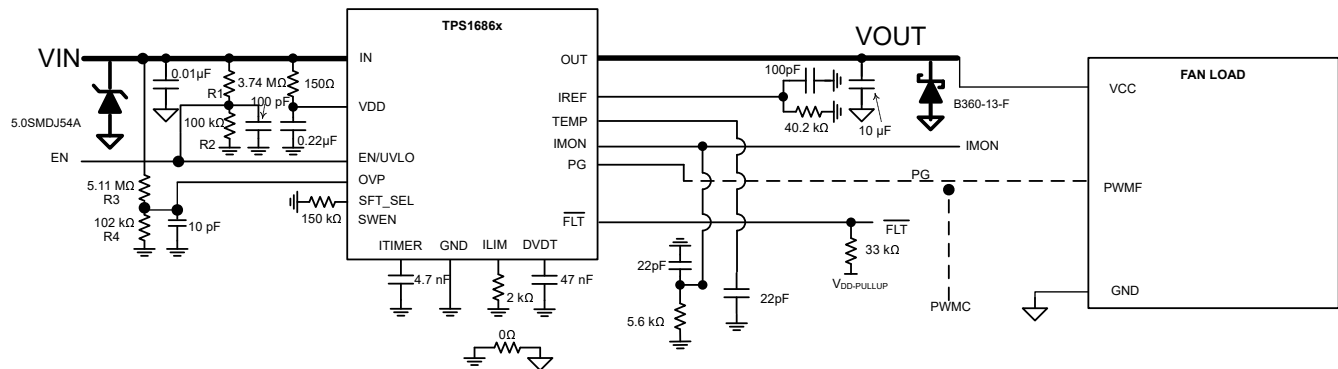 TPS1686x
VIN
VOUT
IN
OUT
FAN LOAD
0.01µF
3.74 MΩ
150Ω
100pF
R1
VCC
100 pF
IREF
B360-13-F
VDD
5.0SMDJ54A
100 kΩ
TEMP
40.2 kΩ
10 µF
R2
0.22µF
IMON
IMON
EN
EN/UVLO
PG
PG
OVP
5.11 MΩ
PWMF
R3
SFT_SEL
102 kΩ
10 pF
150 kΩ
SWEN
FLT
FLT
R4
ITIMER
GND
ILIM
DVDT
33 kΩ
22pF
4.7 nF
47 nF
VDD-PULLUP
GND
2 kΩ
22pF
PWMC
5.6 kΩ
0Ω